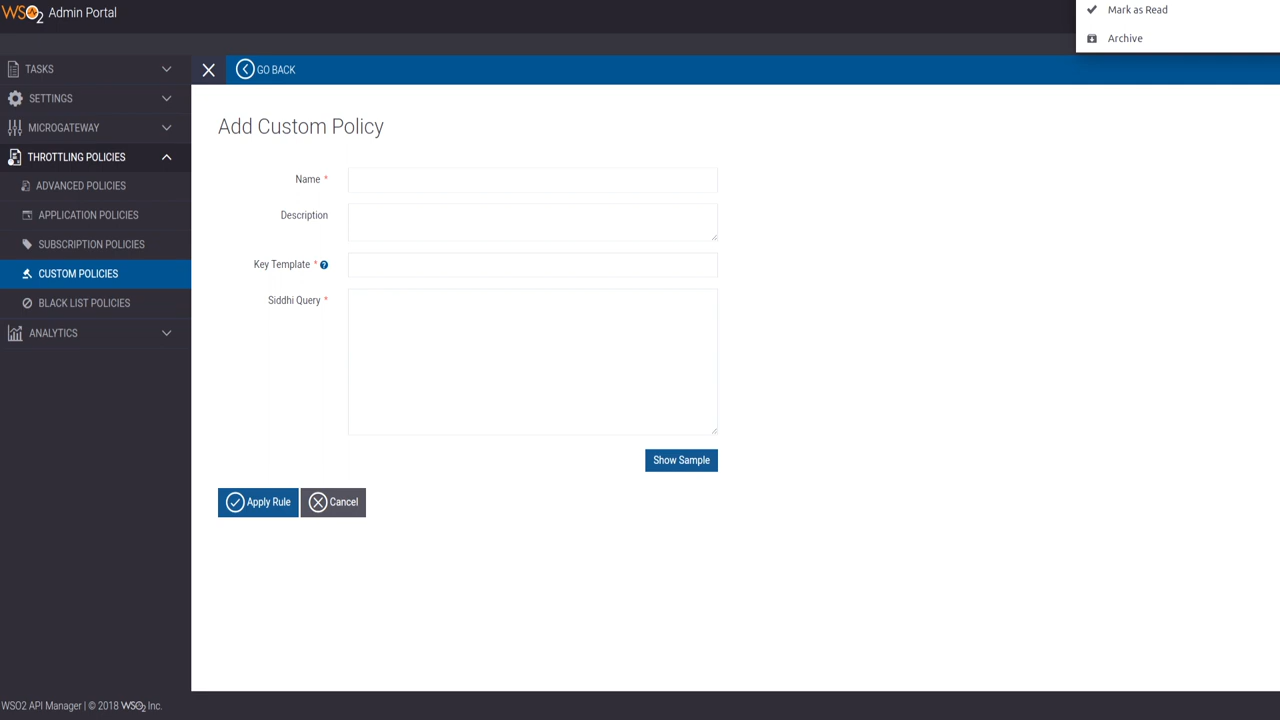 WSO2 Admin Portal
Mark as Read
Archive
TASKS
SETTINGS
MICROGATEWAY
THROTTLING POLICIES
ADVANCED POLICIES
APPLICATION POLICIES
SUBSCRIPTION POLICIES
CUSTOM POLICIES
BLACK LIST POLICIES
ANALYTICS
GO BACK
Add Custom Policy
Name *
Description
Key Template * ?
Siddhi Query *
Show Sample
Apply Rule
Cancel
WSO2 API Manager | © 2018 WSO2 Inc.